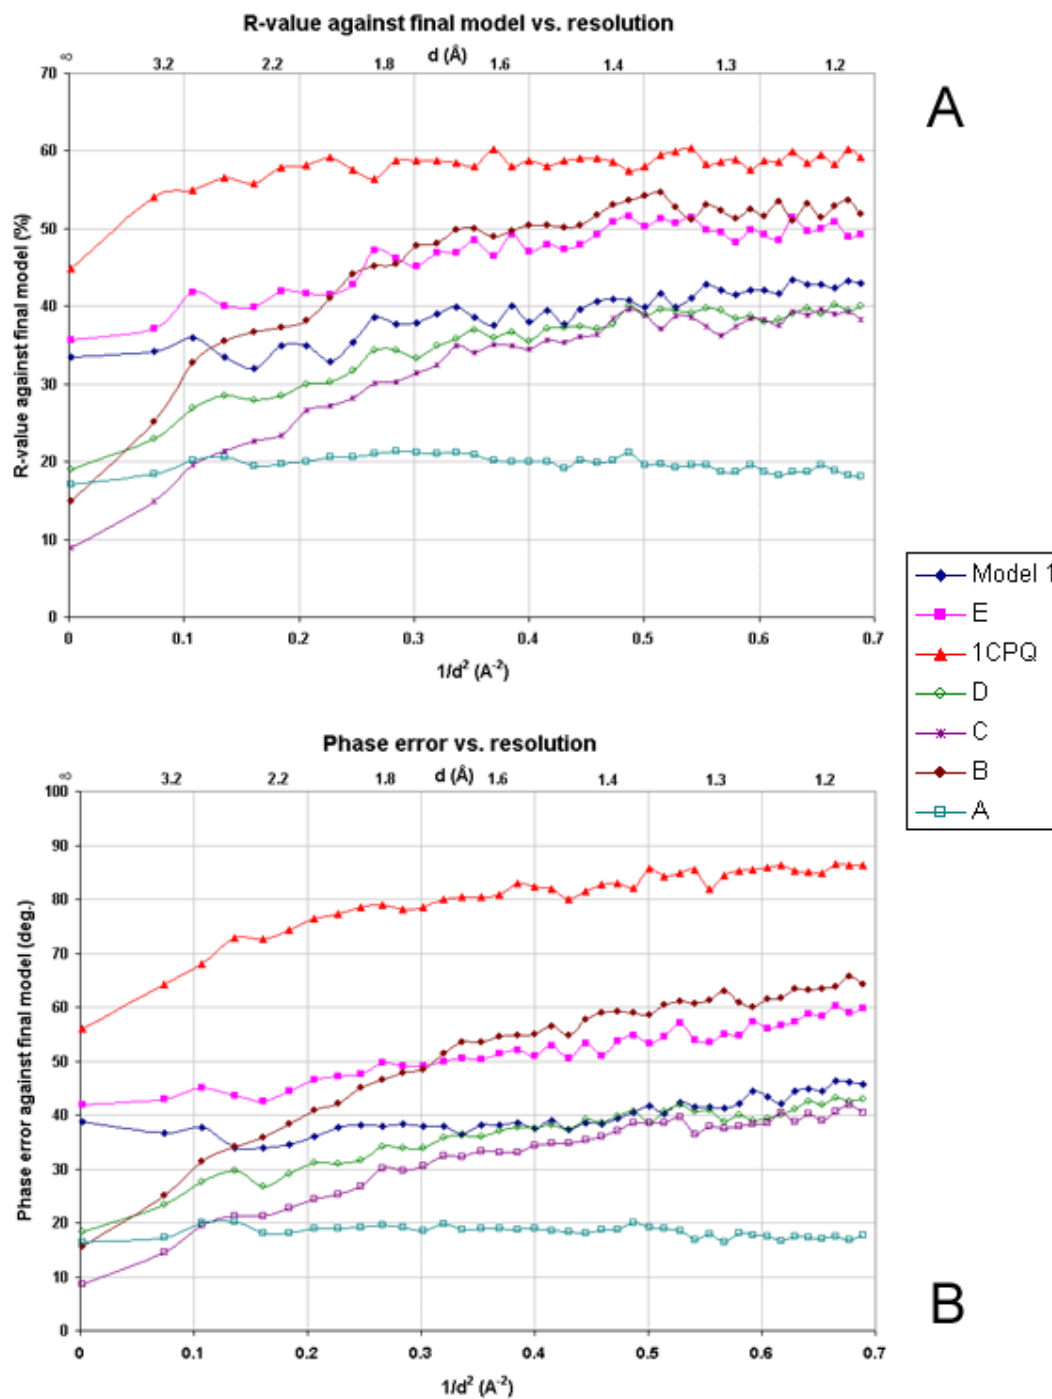 R-value against final model vs. resolution
d (Å)
∞ 3.2 2.2 1.8 1.6 1.4 1.3 1.2
A
R-value against final model (%)
70
60
50
40
30
20
10
0
0 0.1 0.2 0.3 0.4 0.5 0.6 0.7
1/d² (A⁻²)
Model 1
E
1CPQ
D
C
B
A
Phase error vs. resolution
d (Å)
∞ 3.2 2.2 1.8 1.6 1.4 1.3 1.2
Phase error against final model (deg.)
100
90
80
70
60
50
40
30
20
10
0
0 0.1 0.2 0.3 0.4 0.5 0.6 0.7
1/d² (A⁻²)
B